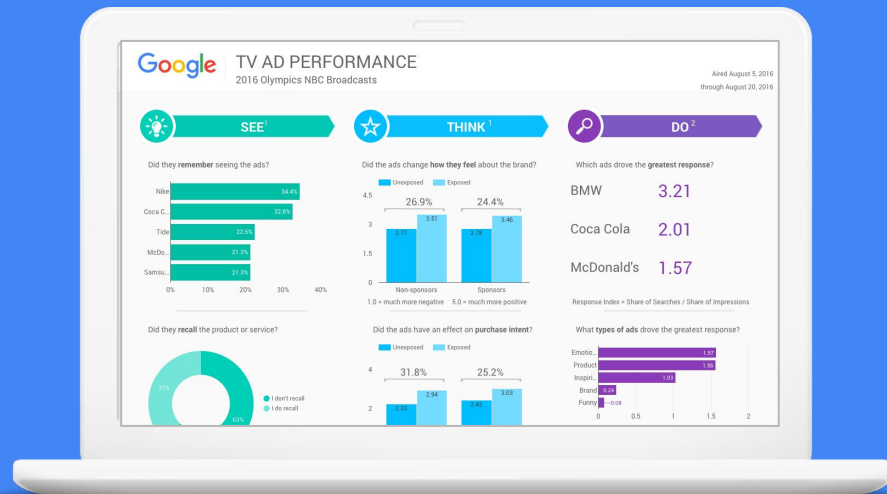 Google
TV AD PERFORMANCE
2016 Olympics NBC Broadcasts
Aired August 5, 2016
through August 20, 2016
SEE1
Did they remember seeing the ads?
Nike 34.4%
Coca C... 32.6%
Tide 22.5%
McDo... 21.3%
Samsu... 21.3%
0% 10% 20% 30% 40%
Did they recall the product or service?
37%
63%
I don't recall
I do recall
THINK 1
Did the ads change how they feel about the brand?
Unexposed Exposed
4.5
3
1.5
0
26.9% 24.4%
2.77 3.51 2.78 3.46
Non-sponsors Sponsors
1.0 = much more negative 5.0 = much more positive
Did the ads have an effect on purchase intent?
Unexposed Exposed
4
2
31.8% 25.2%
2.23 2.94 2.42 3.03
DO 2
Which ads drove the greatest response?
BMW 3.21
Coca Cola 2.01
McDonald's 1.57
Response Index = Share of Searches / Share of Impressions
What types of ads drove the greatest response?
Emotio... 1.57
Product 1.56
Inspiri... 1.03
Brand 0.24
Funny 0.08
0 0.5 1 1.5 2